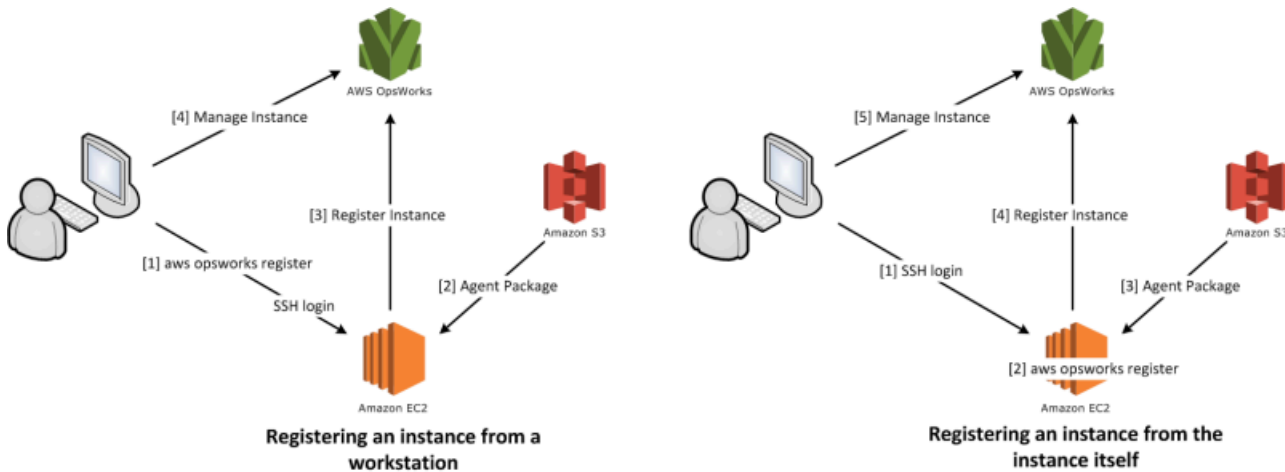 AWS OpsWorks
[4] Manage Instance
[3] Register Instance
Amazon S3
[1] aws opsworks register
[2] Agent Package
SSH login
Amazon EC2
Registering an instance from a
workstation
AWS OpsWorks
[5] Manage Instance
[4] Register Instance
Amazon S3
[1] SSH login
[3] Agent Package
[2] aws opsworks register
Amazon EC2
Registering an instance from the
instance itself